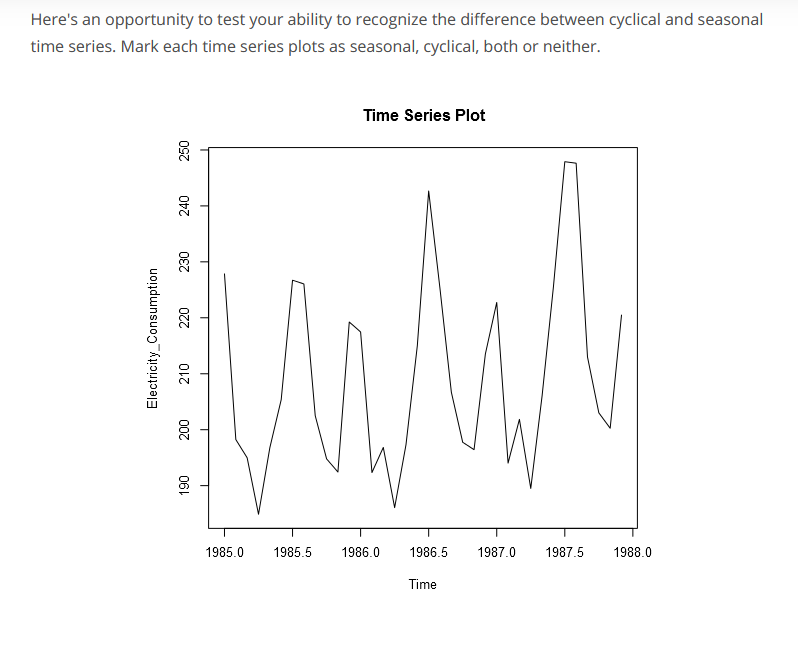 Here's an opportunity to test your ability to recognize the difference between cyclical and seasonal
time series. Mark each time series plots as seasonal, cyclical, both or neither.
Time Series Plot
250
240
230
220
210
200
190
Electricity_Consumption
1985.0 1985.5 1986.0 1986.5 1987.0 1987.5 1988.0
Time